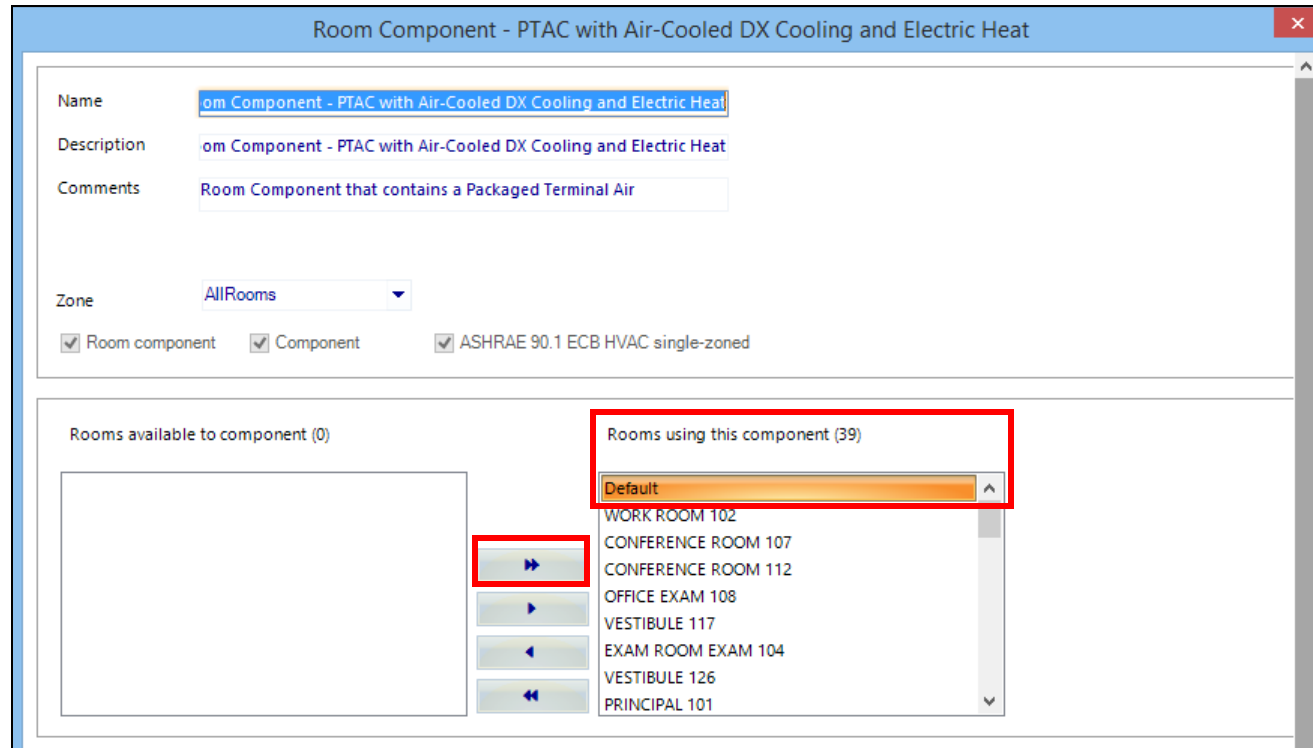 Room Component - PTAC with Air-Cooled DX Cooling and Electric Heat
Name
om Component - PTAC with Air-Cooled DX Cooling and Electric Heat
Description
om Component - PTAC with Air-Cooled DX Cooling and Electric Heat
Comments
Room Component that contains a Packaged Terminal Air
Zone
AllRooms
Room component
Component
ASHRAE 90.1 ECB HVAC single-zoned
Rooms available to component (0)
Rooms using this component (39)
Default
WORK ROOM 102
CONFERENCE ROOM 107
CONFERENCE ROOM 112
OFFICE EXAM 108
VESTIBULE 117
EXAM ROOM EXAM 104
VESTIBULE 126
PRINCIPAL 101